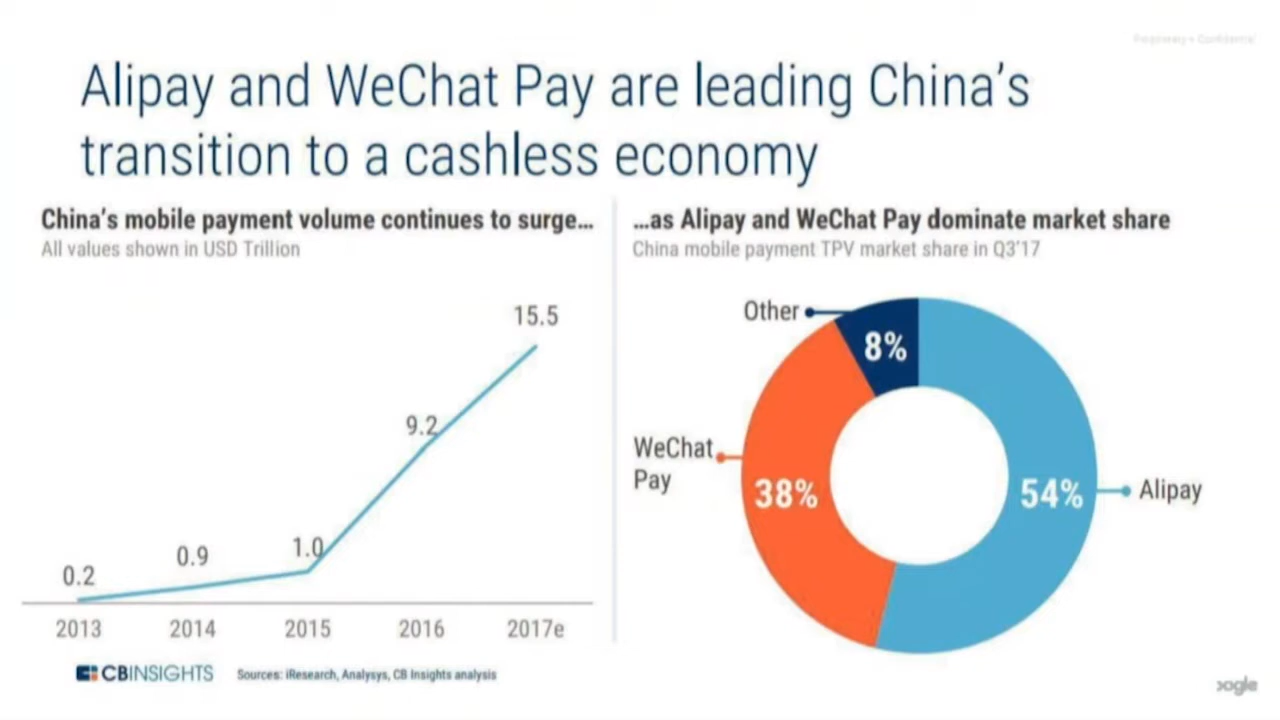 Proprietary + Confidential
Alipay and WeChat Pay are leading China's
transition to a cashless economy
China's mobile payment volume continues to surge...
All values shown in USD Trillion
0.2
0.9
1.0
9.2
15.5
2013
2014
2015
2016
2017e
...as Alipay and WeChat Pay dominate market share
China mobile payment TPV market share in Q3'17
Other
8%
WeChat
Pay
38%
54%
Alipay
CBINSIGHTS
Sources: iResearch, Analysys, CB Insights analysis